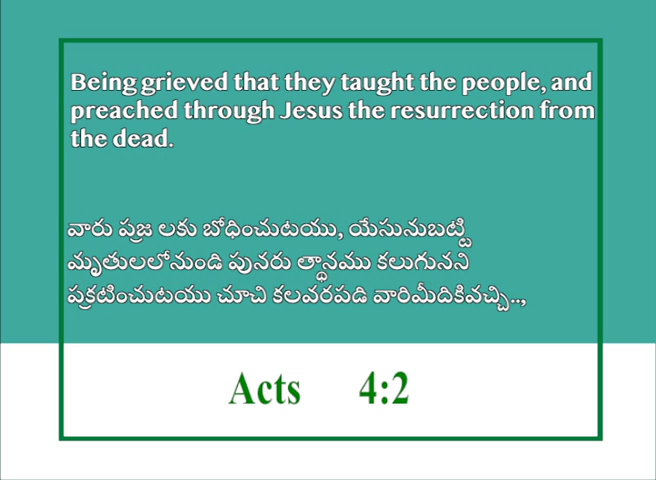 Being grieved that they taught the people, and
preached through Jesus the resurrection from
the dead.
వారు ప్రజ లకు బోధించుటయు, యేసునుబట్టి
మృతులలోనుండి పునరు త్థానము కలుగునని
ప్రకటించుటయు చూచి కలవరపడి వారిమీదికివచ్చి..,
Acts 4:2